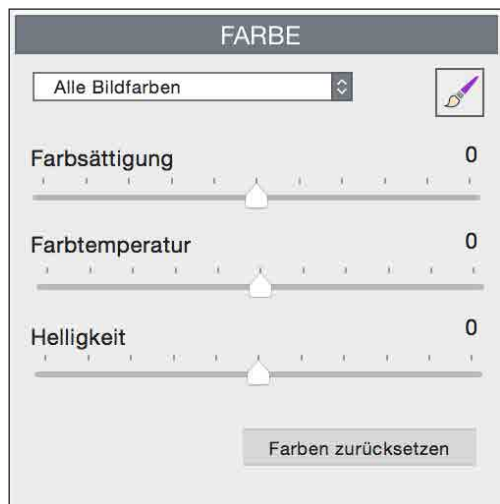 FARBE
Alle Bildfarben
Farbsättigung 0
Farbtemperatur 0
Helligkeit 0
Farben zurücksetzen